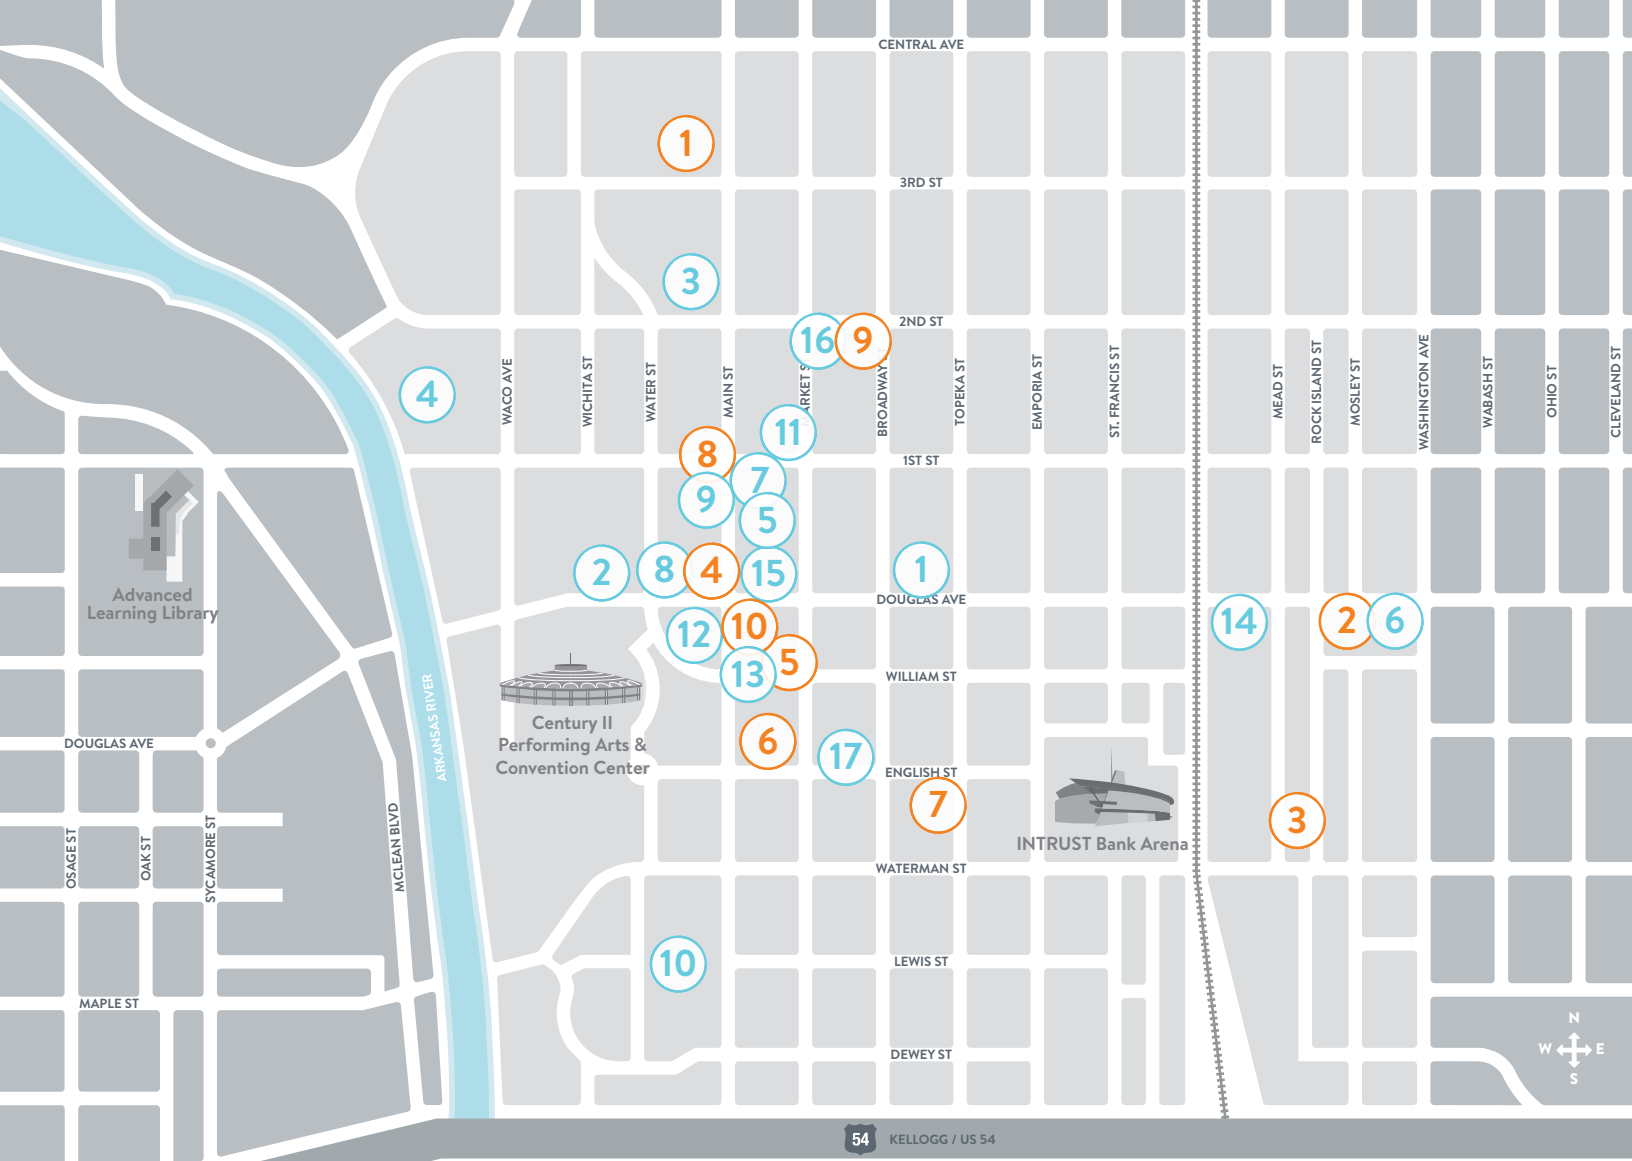 CENTRAL AVE
1
3RD ST
3
2ND ST
16
9
4
WACO AVE
WICHITA ST
WATER ST
MAIN ST
BROADWAY
TOPEKA ST
EMPORIA ST
ST. FRANCIS ST
MEAD ST
ROCK ISLAND ST
MOSLEY ST
WASHINGTON AVE
WABASH ST
OHIO ST
CLEVELAND ST
11
8
1ST ST
7
9
5
2
8
4
15
1
DOUGLAS AVE
Advanced
Learning Library
12
10
14
2
6
5
13
WILLIAM ST
ARKANSAS RIVER
Century II
Performing Arts &
Convention Center
6
17
DOUGLAS AVE
ENGLISH ST
7
3
INTRUST Bank Arena
OSAGE ST
OAK ST
SYCAMORE ST
MCLEAN BLVD
WATERMAN ST
10
LEWIS ST
MAPLE ST
DEWEY ST
N
W E
S
54 KELLOGG / US 54